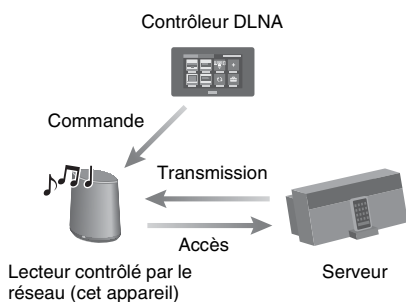 Contrôleur DLNA
Commande
Transmission
Accès
Lecteur contrôlé par le
réseau (cet appareil)
Serveur